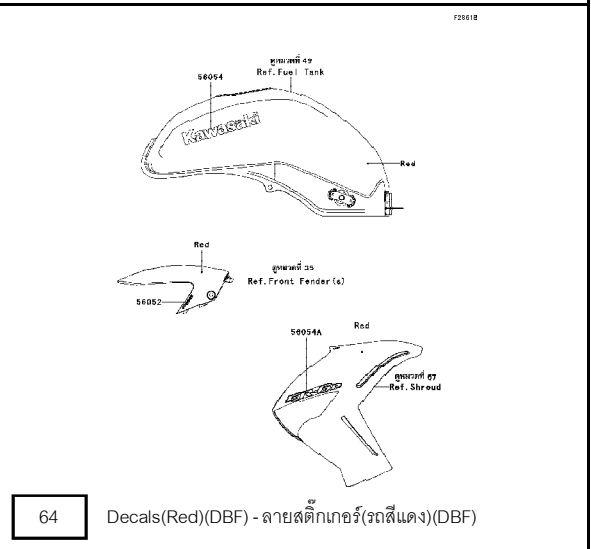 F2861B
ดูหมวดที่ 49
Ref.Fuel Tank
56054
Kawasaki
Red
Red
ดูหมวดที่ 35
Ref.Front Fender(s)
56052
Red
56054A
ดูหมวดที่ 67
Ref.Shroud
64
Decals(Red)(DBF) - ลายสติ๊กเกอร์(รถสีแดง)(DBF)